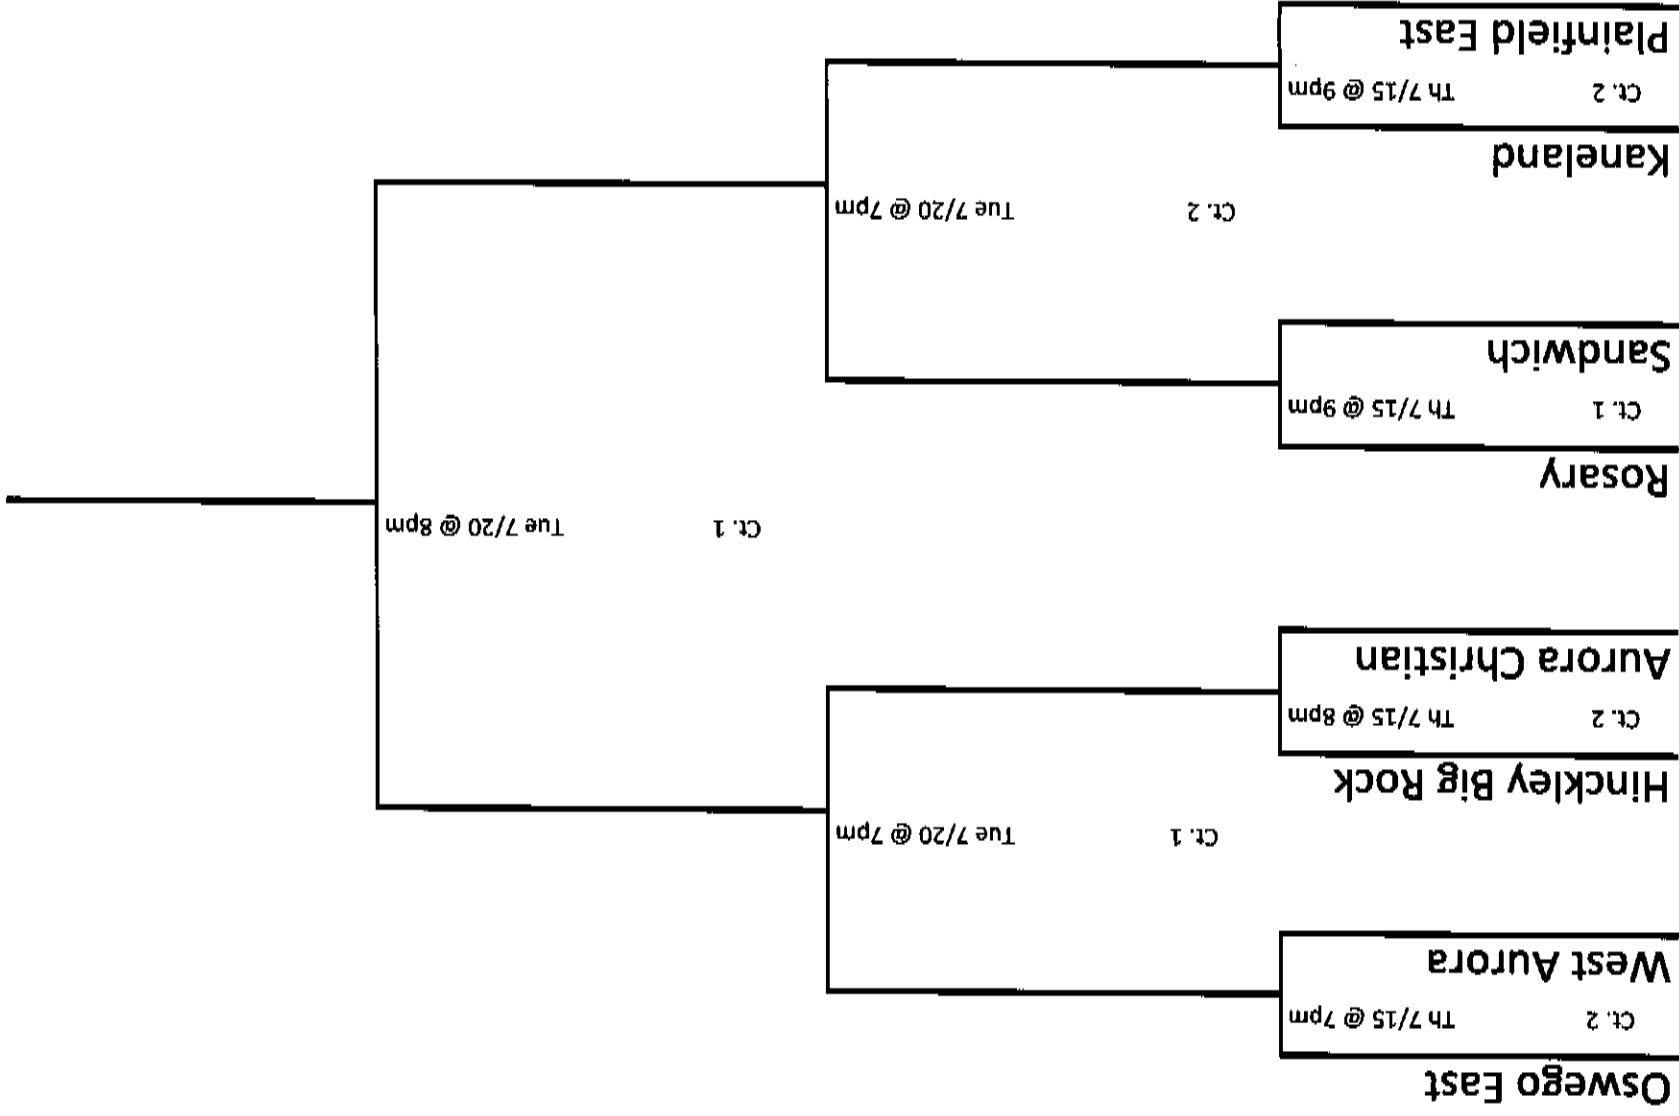 Oswego East
Ct. 2 Th 7/15 @ 7pm
West Aurora
Ct. 1 Tue 7/20 @ 7pm
Hinckley Big Rock
Ct. 2 Th 7/15 @ 8pm
Aurora Christian
Ct. 1 Tue 7/20 @ 8pm
Rosary
Ct. 1 Th 7/15 @ 9pm
Sandwich
Ct. 2 Tue 7/20 @ 7pm
Kaneland
Ct. 2 Th 7/15 @ 9pm
Plainfield East